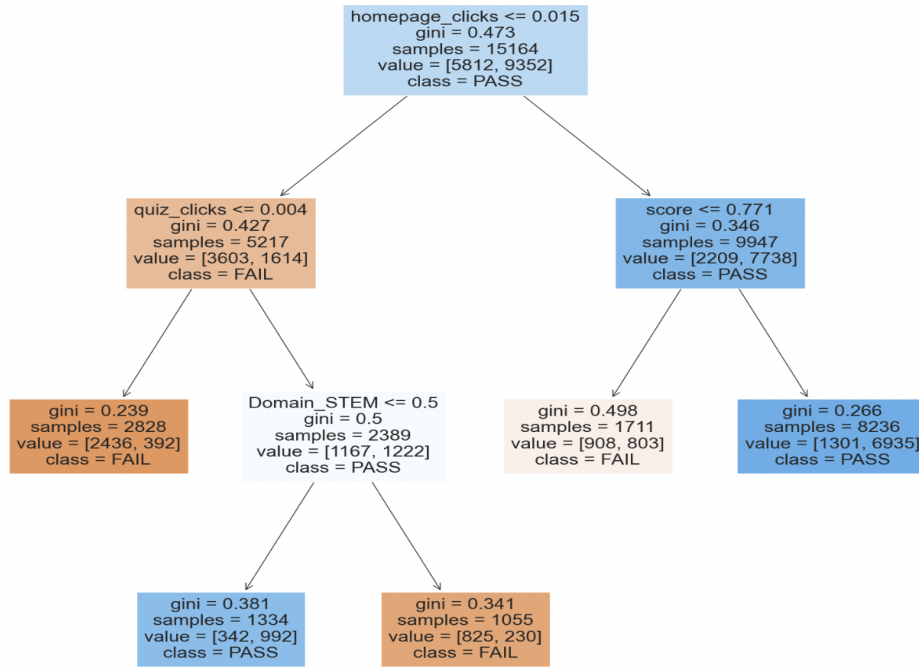 homepage_clicks <= 0.015
gini = 0.473
samples = 15164
value = [5812, 9352]
class = PASS
quiz_clicks <= 0.004
gini = 0.427
samples = 5217
value = [3603, 1614]
class = FAIL
score <= 0.771
gini = 0.346
samples = 9947
value = [2209, 7738]
class = PASS
gini = 0.239
samples = 2828
value = [2436, 392]
class = FAIL
Domain_STEM <= 0.5
gini = 0.5
samples = 2389
value = [1167, 1222]
class = PASS
gini = 0.498
samples = 1711
value = [908, 803]
class = FAIL
gini = 0.266
samples = 8236
value = [1301, 6935]
class = PASS
gini = 0.381
samples = 1334
value = [342, 992]
class = PASS
gini = 0.341
samples = 1055
value = [825, 230]
class = FAIL